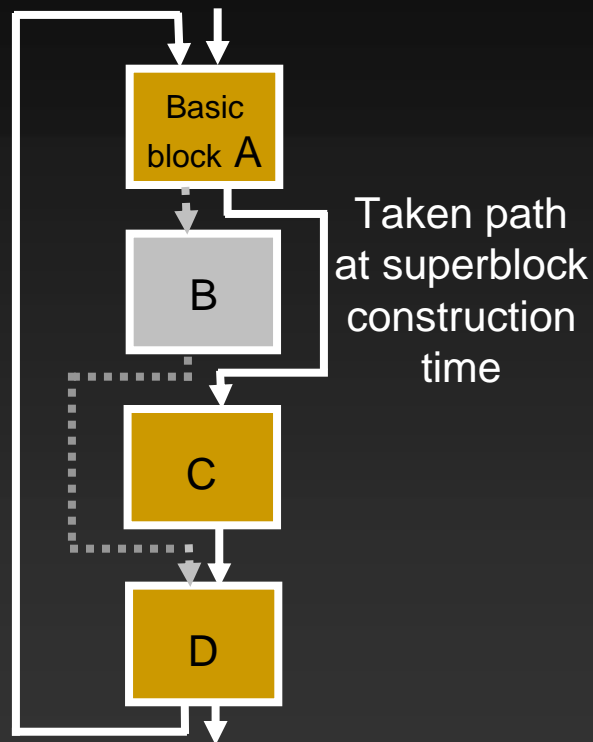 Basic
block A
Taken path
at superblock
construction
time
B
C
D